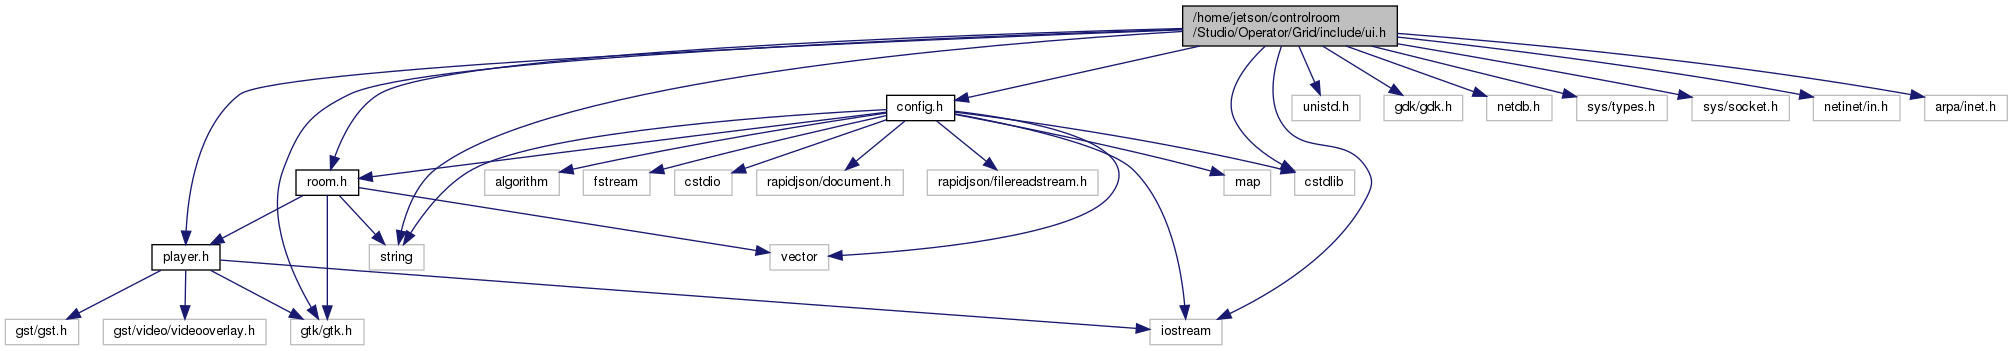 /home/jetson/controlroom
/Studio/Operator/Grid/include/ui.h
config.h
unistd.h
gdk/gdk.h
netdb.h
sys/types.h
sys/socket.h
netinet/in.h
arpa/inet.h
room.h
algorithm
fstream
cstdio
rapidjson/document.h
rapidjson/filereadstream.h
map
cstdlib
player.h
string
vector
gst/gst.h
gst/video/videooverlay.h
gtk/gtk.h
iostream